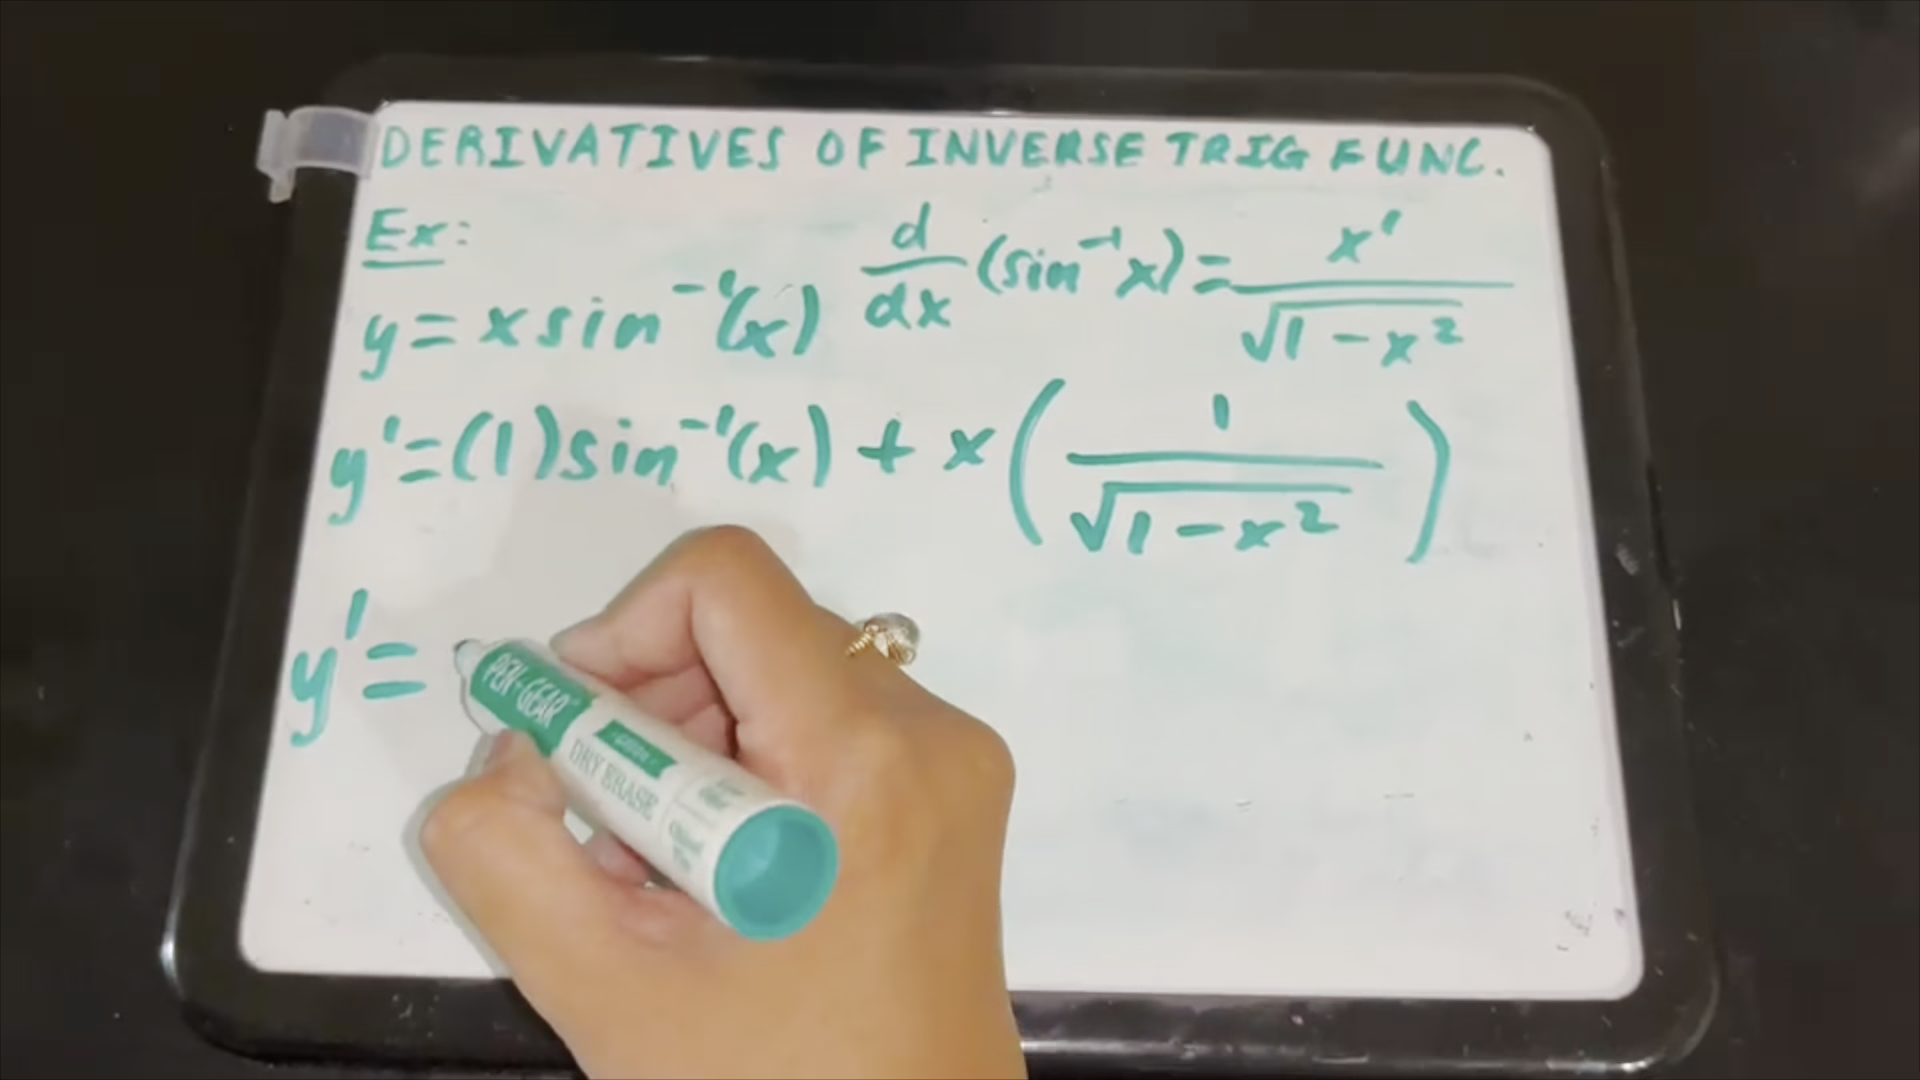 DERIVATIVES OF INVERSE TRIG FUNC.
Ex:
y = x sin⁻¹(x)
d/dx (sin⁻¹ x) = x'/√(1-x²)
y' = (1) sin⁻¹(x) + x (1/√(1-x²))
y' =
PEN+GEAR
DRY ERASE